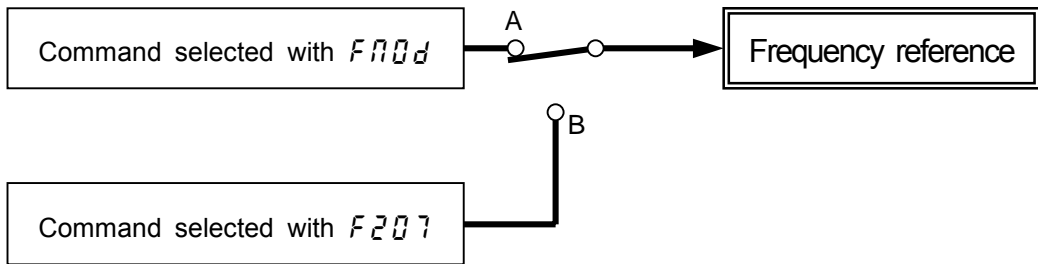 Command selected with FMOd
A
Frequency reference
B
Command selected with F207